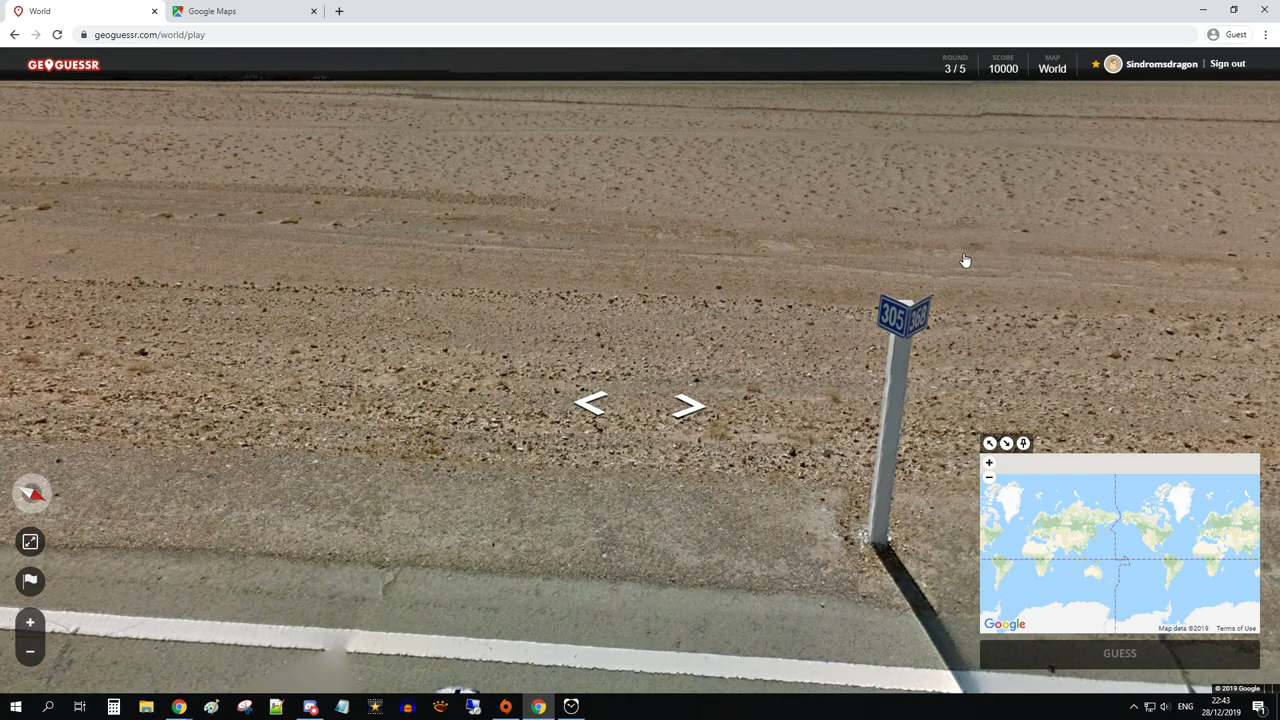 World
Google Maps
geoguessr.com/world/play
Guest
GEOGUESSR
ROUND
3 / 5
SCORE
10000
MAP
World
Sindromsdragon
Sign out
305 368
Google
Map data ©2019
Terms of Use
GUESS
© 2019 Google
ENG
22:43
28/12/2019